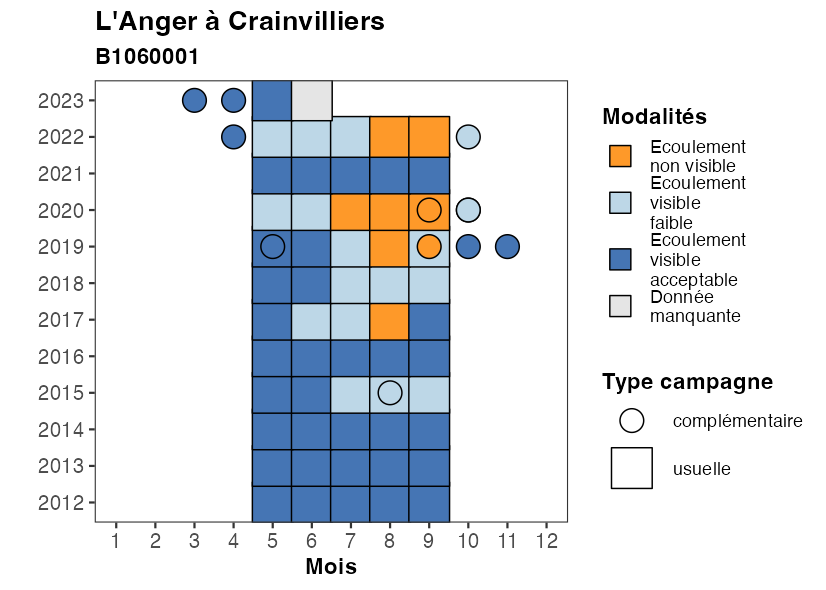 L'Anger à Crainvilliers
B1060001
2023
2022
2021
2020
2019
2018
2017
2016
2015
2014
2013
2012
1 2 3 4 5 6 7 8 9 10 11 12
Mois
Modalités
Ecoulement
non visible
Ecoulement
visible
faible
Ecoulement
visible
acceptable
Donnée
manquante
Type campagne
complémentaire
usuelle